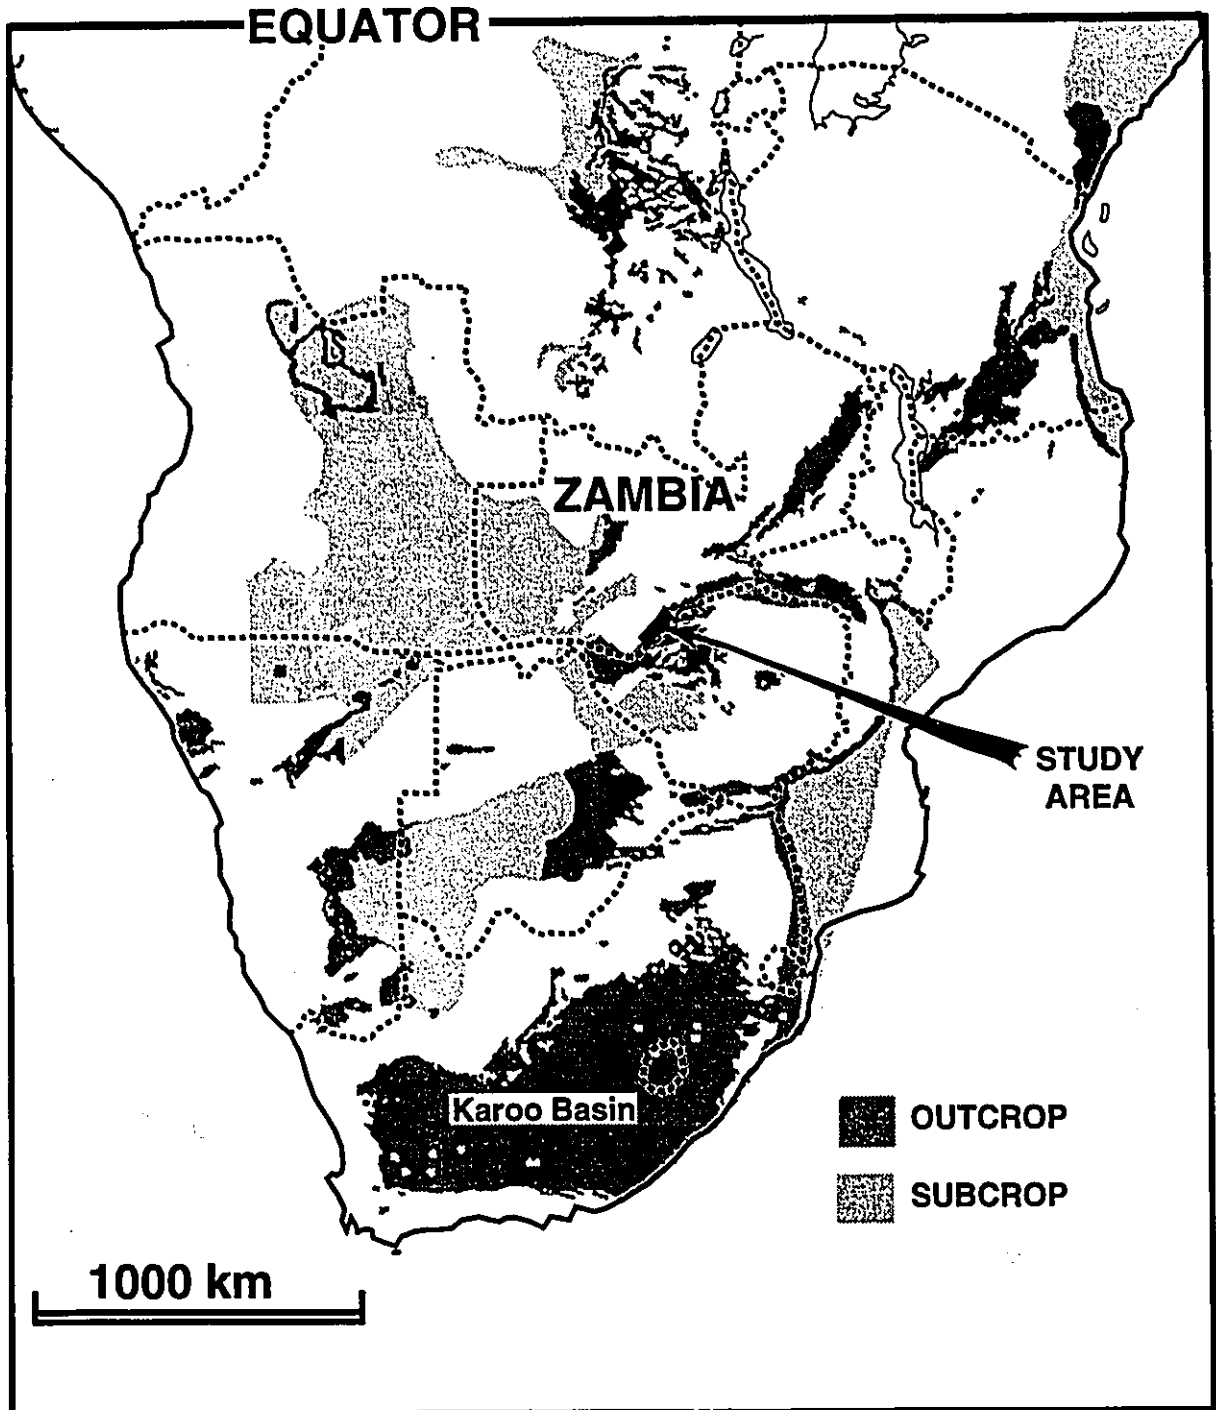 EQUATOR
ZAMBIA
STUDY
AREA
Karoo Basin
OUTCROP
SUBCROP
1000 km